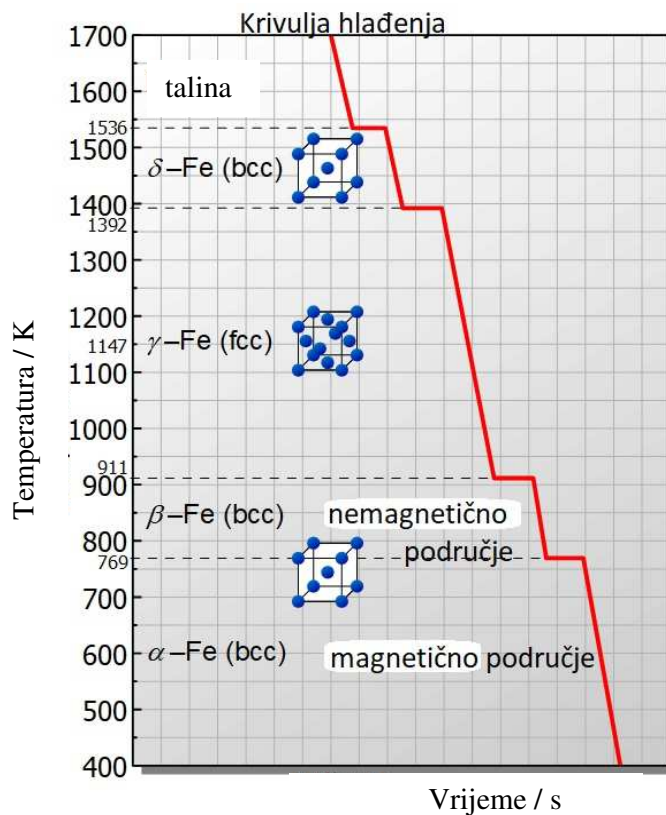 Krivulja hlađenja
1700
1600
talina
1536
1500
δ–Fe (bcc)
1400
1392
1300
1200
1147
γ–Fe (fcc)
1100
1000
911
900
β–Fe (bcc)
nemagnetično
800
područje
769
700
600
α–Fe (bcc)
magnetično područje
500
400
Temperatura / K
Vrijeme / s